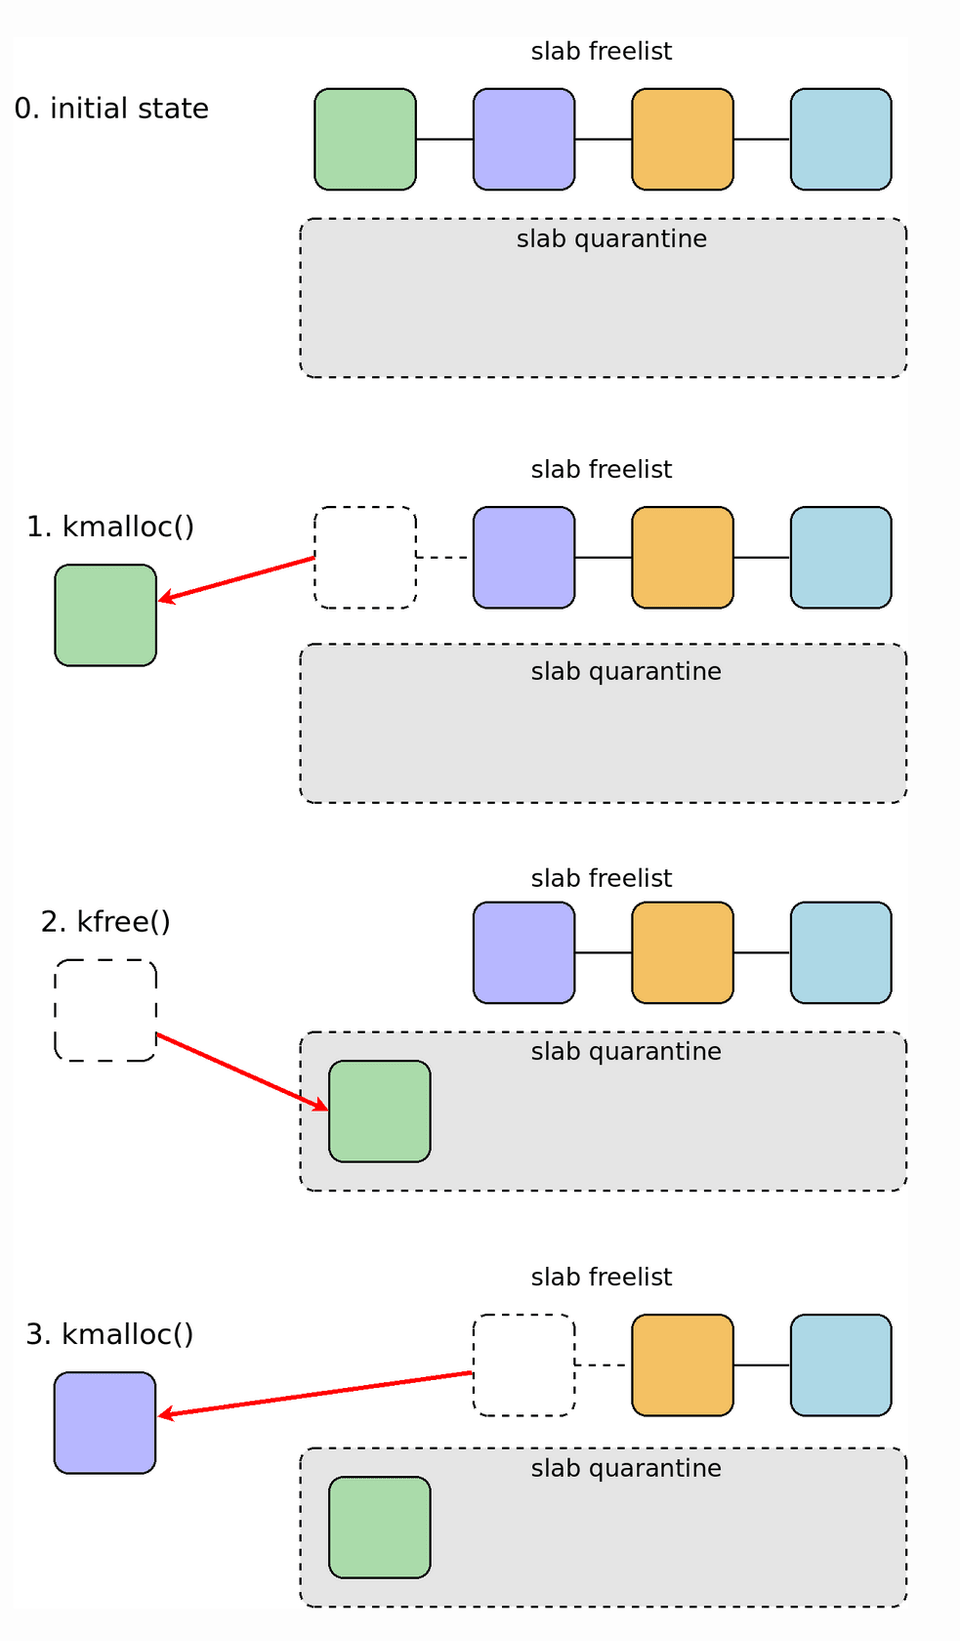 slab freelist
0. initial state
slab quarantine
slab freelist
1. kmalloc()
slab quarantine
slab freelist
2. kfree()
slab quarantine
slab freelist
3. kmalloc()
slab quarantine